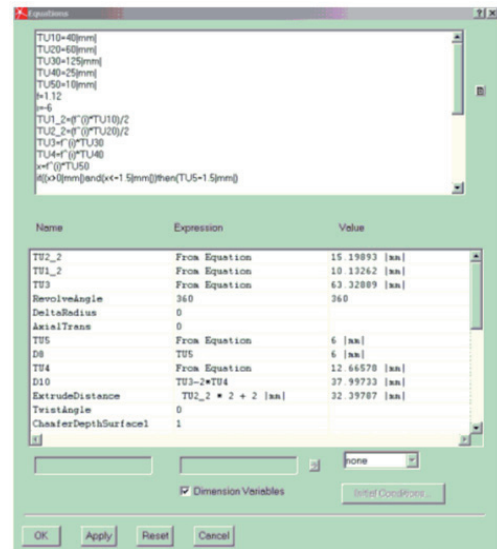 Equations
TU10=40|mm|
TU20=60|mm|
TU30=125|mm|
TU40=25|mm|
TU50=10|mm|
f=1.12
i=-6
TU1_2=(f^(i)*TU10)/2
TU2_2=(f^(i)*TU20)/2
TU3=f^(i)*TU30
TU4=f^(i)*TU40
x=f^(i)*TU50
if((x>0|mm|)and(x<=1.5|mm|))then(TU5=1.5|mm|)
Name Expression Value
TU2_2 From Equation 15.19893 |mm|
TU1_2 From Equation 10.13262 |mm|
TU3 From Equation 63.32889 |mm|
RevolveAngle 360 360
DeltaRadius 0
AxialTrans 0
TU5 From Equation 6 |mm|
D8 TU5 6 |mm|
TU4 From Equation 12.66578 |mm|
D10 TU3-2*TU4 37.99733 |mm|
ExtrudeDistance TU2_2 * 2 + 2 |mm| 32.39787 |mm|
TwistAngle 0
ChamferDepthSurface1 1
none
Dimension Variables
Initial Conditions...
OK Apply Reset Cancel